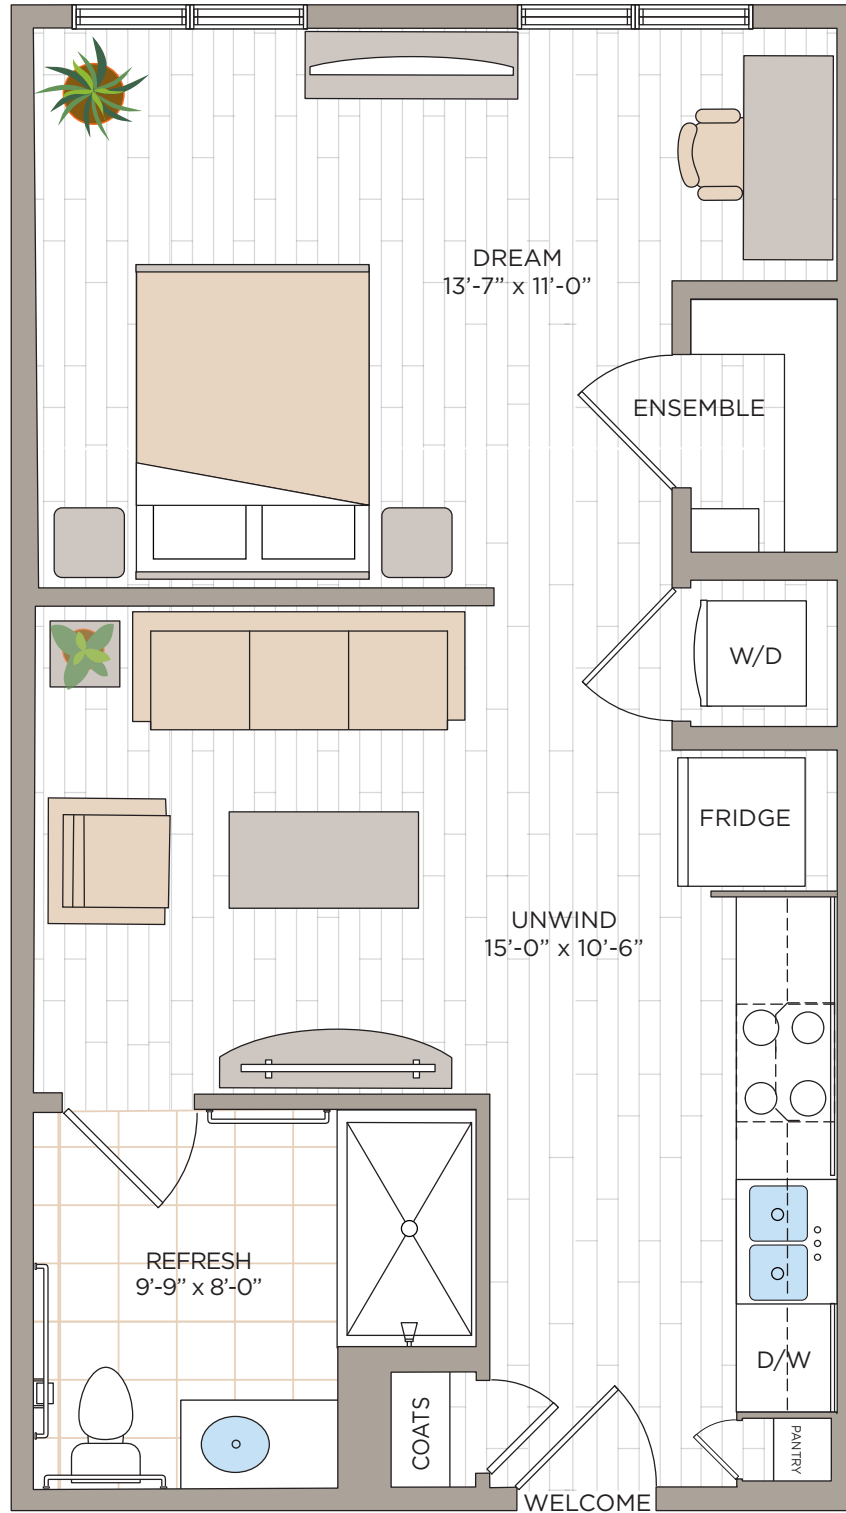 DREAM
13’-7” x 11’-0”
ENSEMBLE
W/D
FRIDGE
UNWIND
15’-0” x 10’-6”
REFRESH
9’-9” x 8’-0”
D/W
COATS
PANTRY
WELCOME